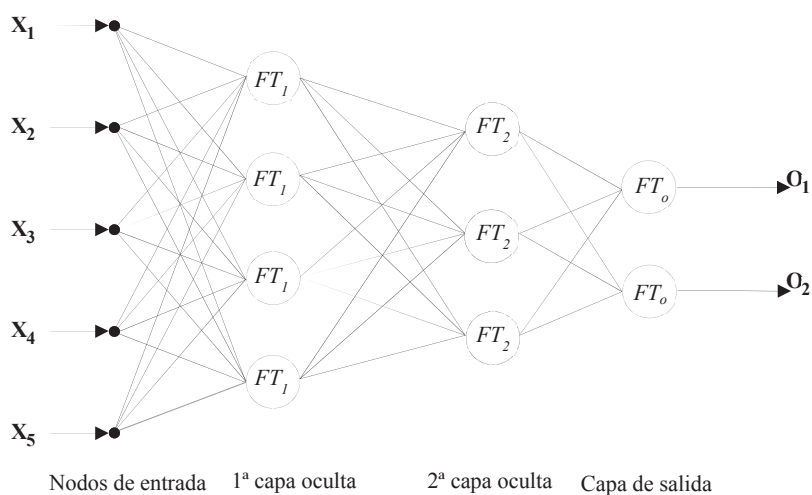 X1
X2
X3
X4
X5
FT1
FT1
FT1
FT1
FT2
FT2
FT2
FTo
FTo
O1
O2
Nodos de entrada
1ª capa oculta
2ª capa oculta
Capa de salida